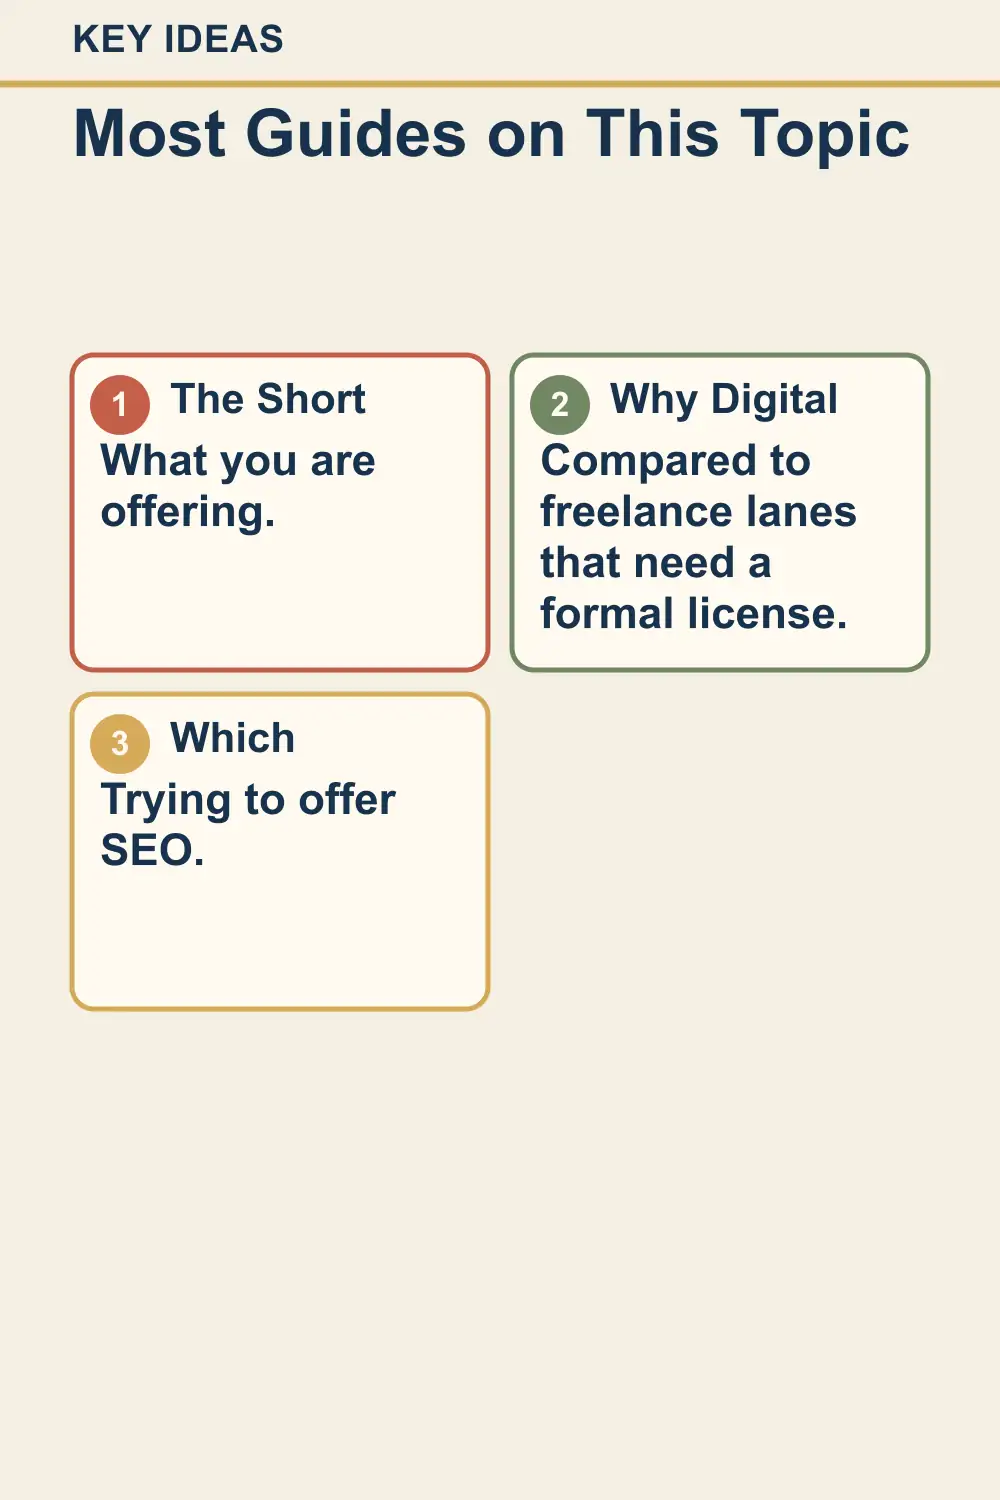 KEY IDEAS
Most Guides on This Topic
1 The Short
What you are
offering.
2 Why Digital
Compared to
freelance lanes
that need a
formal license.
3 Which
Trying to offer
SEO.